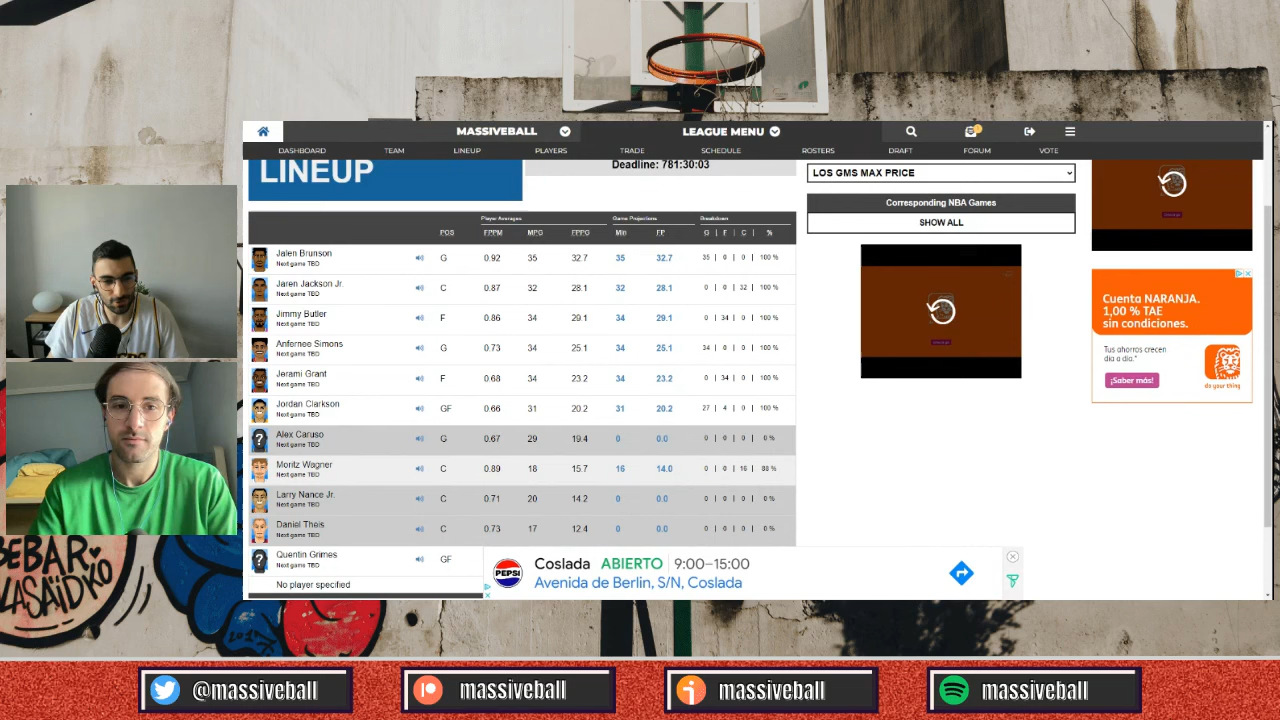 MASSIVEBALL
LEAGUE MENU
DASHBOARD TEAM LINEUP PLAYERS TRADE SCHEDULE ROSTERS DRAFT FORUM VOTE
LINEUP
Deadline: 781:30:03
LOS GMS MAX PRICE
Corresponding NBA Games
SHOW ALL
Player Averages Game Projections Breakdown
POS FPPM MPG FPPG Min FP G | F | C | %
Jalen Brunson G 0.92 35 32.7 35 32.7 35 | 0 | 0 | 100 %
Next game TBD
Jaren Jackson Jr. C 0.87 32 28.1 32 28.1 0 | 0 | 32 | 100 %
Next game TBD
Jimmy Butler F 0.86 34 29.1 34 29.1 0 | 34 | 0 | 100 %
Next game TBD
Anfernee Simons G 0.73 34 25.1 34 25.1 34 | 0 | 0 | 100 %
Next game TBD
Jerami Grant F 0.68 34 23.2 34 23.2 0 | 34 | 0 | 100 %
Next game TBD
Jordan Clarkson GF 0.66 31 20.2 31 20.2 27 | 4 | 0 | 100 %
Next game TBD
Alex Caruso G 0.67 29 19.4 0 0.0 0 | 0 | 0 | 0 %
Next game TBD
Moritz Wagner C 0.89 18 15.7 16 14.0 0 | 0 | 16 | 88 %
Next game TBD
Larry Nance Jr. C 0.71 20 14.2 0 0.0 0 | 0 | 0 | 0 %
Next game TBD
Daniel Theis C 0.73 17 12.4 0 0.0 0 | 0 | 0 | 0 %
Next game TBD
Quentin Grimes GF
Next game TBD
No player specified
Cuenta NARANJA.
1,00 % TAE
sin condiciones.
Tus ahorros crecen
día a día.*
¡Saber más!
ING
do your thing
PEPSI
Coslada ABIERTO 9:00–15:00
Avenida de Berlin, S/N, Coslada
BEBAR
LASAIDKO
@massiveball
massiveball
massiveball
massiveball